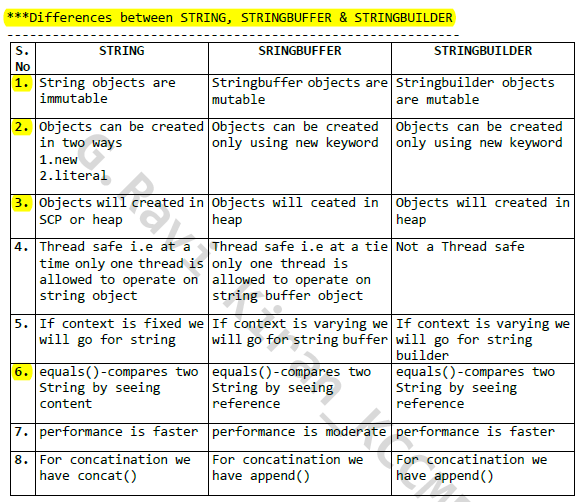 ***Differences between STRING, STRINGBUFFER & STRINGBUILDER
-----------------------------------------------------------
S. No STRING SRINGBUFFER STRINGBUILDER
1. String objects are immutable Stringbuffer objects are mutable Stringbuilder objects are mutable
2. Objects can be created in two ways 1.new 2.literal Objects can be created only using new keyword Objects can be created only using new keyword
3. Objects will created in SCP or heap Objects will ceated in heap Objects will created in heap
4. Thread safe i.e at a time only one thread is allowed to operate on string object Thread safe i.e at a tie only one thread is allowed to operate on string buffer object Not a Thread safe
5. If context is fixed we will go for string If context is varying we will go for string buffer If context is varying we will go for string builder
6. equals()-compares two String by seeing content equals()-compares two String by seeing reference equals()-compares two String by seeing reference
7. performance is faster performance is moderate performance is faster
8. For concatination we have concat() For concatination we have append() For concatination we have append()
G.Ravi Kiran_